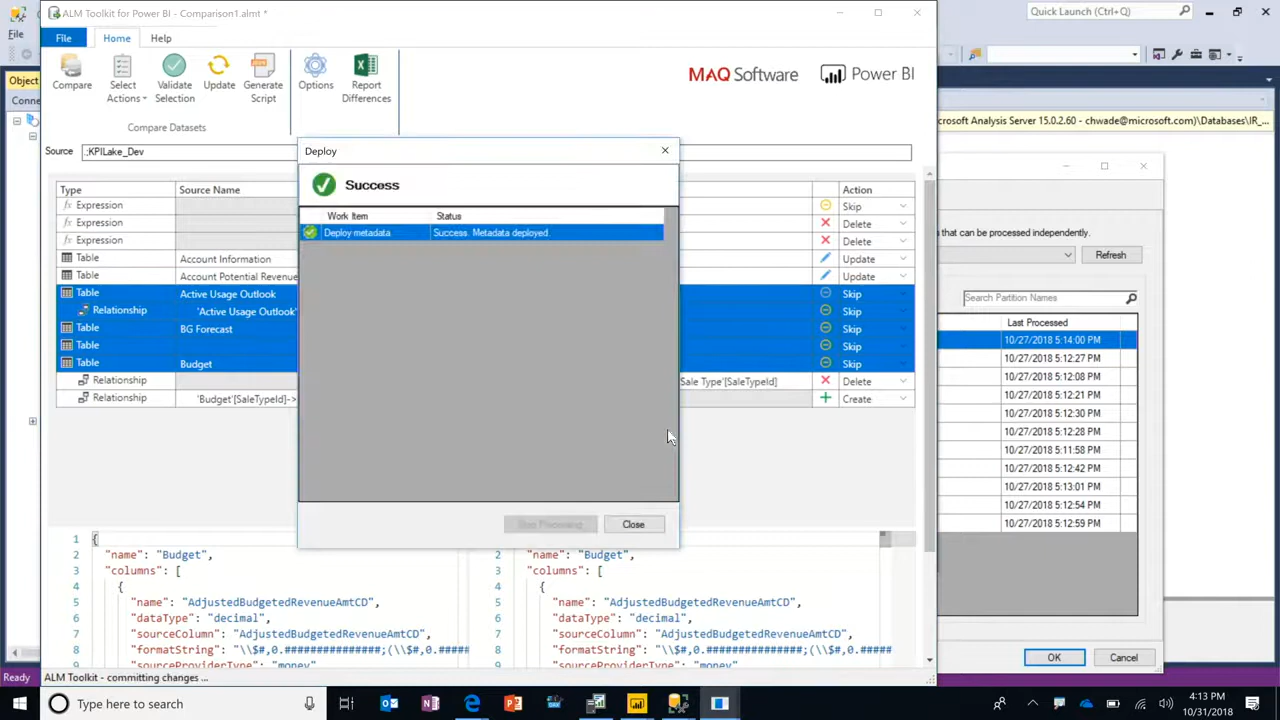 ALM Toolkit for Power BI - Comparison1.almt *
Quick Launch (Ctrl+Q)
File
File Home Help
Compare
Select Actions
Validate Selection
Update
Generate Script
Options
Report Differences
Compare Datasets
MAQ Software
Power BI
Object
Conne
icrosoft Analysis Server 15.0.2.60 - chwade@microsoft.com)\Databases\IR_...
Source .;KPILake_Dev
Deploy
Success
Work Item Status
Deploy metadata Success. Metadata deployed.
Stop Processing Close
Type Source Name Action
Expression Skip
Expression Delete
Expression Delete
Table Account Information Update
Table Account Potential Revenue Update
Table Active Usage Outlook Skip
Relationship 'Active Usage Outlook' Skip
Table BG Forecast Skip
Table Skip
Table Budget Skip
Relationship Sale Type'[SaleTypeId] Delete
Relationship 'Budget'[SaleTypeId]-> Create
s that can be processed independently.
Refresh
Search Partition Names
Last Processed
10/27/2018 5:14:00 PM
10/27/2018 5:12:27 PM
10/27/2018 5:12:08 PM
10/27/2018 5:12:21 PM
10/27/2018 5:12:30 PM
10/27/2018 5:12:28 PM
10/27/2018 5:11:58 PM
10/27/2018 5:12:42 PM
10/27/2018 5:13:01 PM
10/27/2018 5:12:54 PM
10/27/2018 5:12:59 PM
OK Cancel
1 {
2 "name": "Budget",
3 "columns": [
4 {
5 "name": "AdjustedBudgetedRevenueAmtCD",
6 "dataType": "decimal",
7 "sourceColumn": "AdjustedBudgetedRevenueAmtCD",
8 "formatString": "\\$#,0.###############;(\\$#,0.#####
9 "sourceProviderType": "money"
2 "name": "Budget",
3 "columns": [
4 {
5 "name": "AdjustedBudgetedRevenueAmtCD",
6 "dataType": "decimal",
7 "sourceColumn": "AdjustedBudgetedRevenueAmtCD",
8 "formatString": "\\$#,0.###############;(\\$#,0.#####
9 "sourceProviderType": "money"
ALM Toolkit - committing changes ...
Ready
Type here to search
4:13 PM
10/31/2018